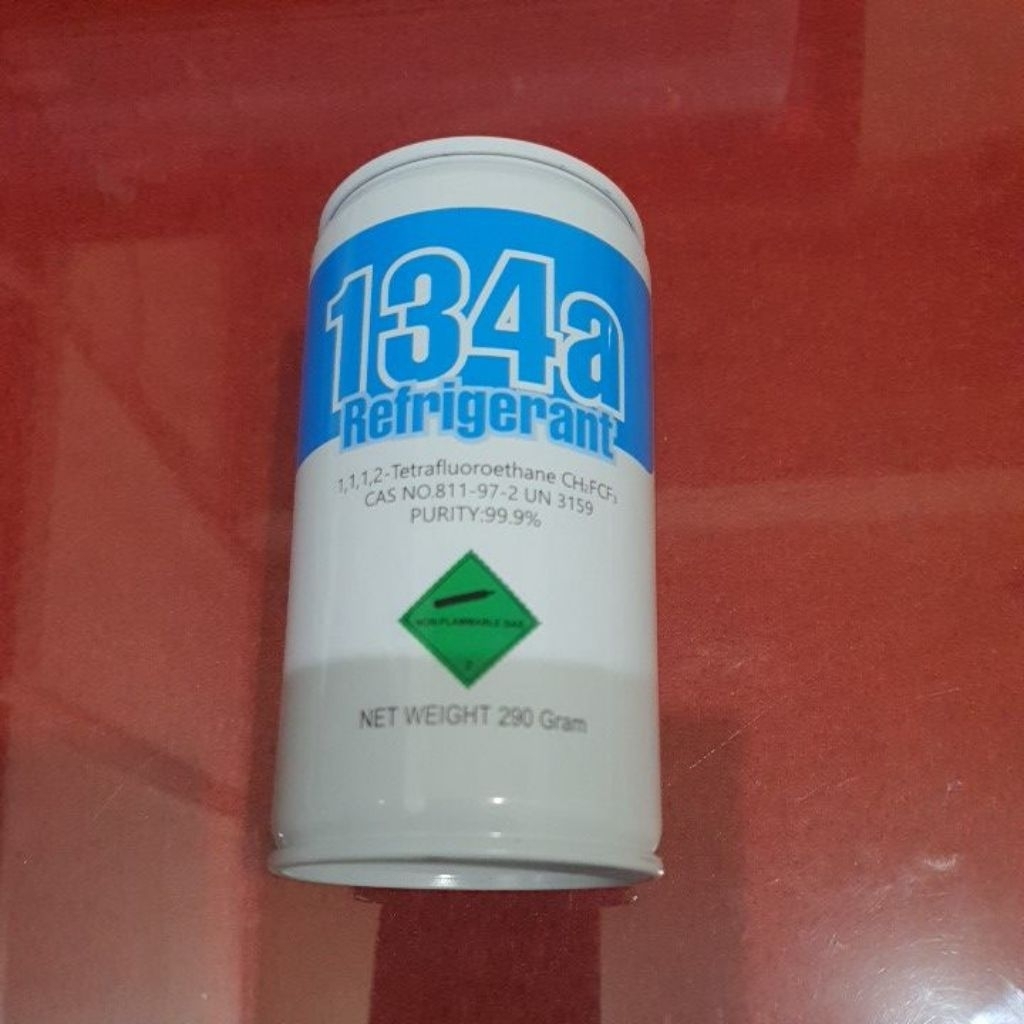 134a
Refrigerant
1,1,1,2-Tetrafluoroethane CH₂FCF₃
CAS NO.811-97-2 UN 3159
PURITY:99.9%
NON-FLAMMABLE GAS
2
NET WEIGHT 290 Gram